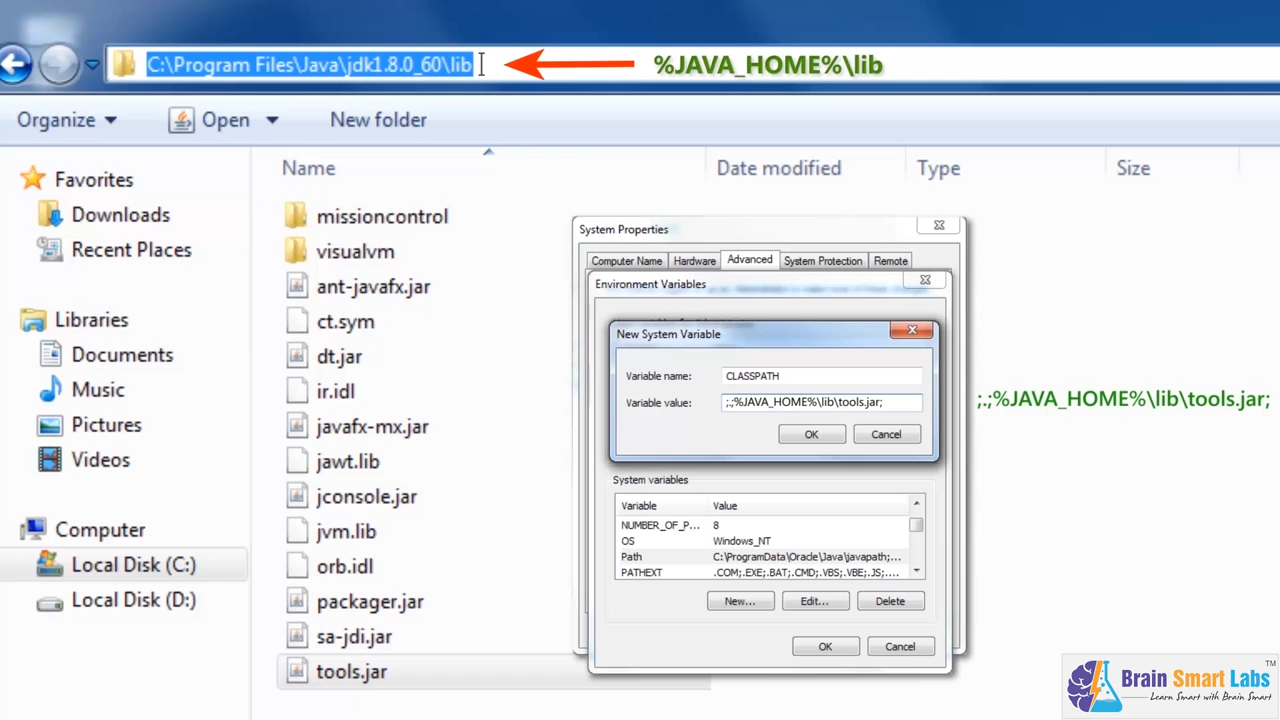 C:\Program Files\Java\jdk1.8.0_60\lib %JAVA_HOME%\lib
Organize Open New folder
Name Date modified Type Size
Favorites
Downloads
Recent Places
Libraries
Documents
Music
Pictures
Videos
Computer
Local Disk (C:)
Local Disk (D:)
missioncontrol
visualvm
ant-javafx.jar
ct.sym
dt.jar
ir.idl
javafx-mx.jar
jawt.lib
jconsole.jar
jvm.lib
orb.idl
packager.jar
sa-jdi.jar
tools.jar
System Properties
Computer Name Hardware Advanced System Protection Remote
Environment Variables
New System Variable
Variable name: CLASSPATH
Variable value: ;.;%JAVA_HOME%\lib\tools.jar;
OK Cancel
;.;%JAVA_HOME%\lib\tools.jar;
System variables
Variable Value
NUMBER_OF_P... 8
OS Windows_NT
Path C:\ProgramData\Oracle\Java\javapath;...
PATHEXT .COM;.EXE;.BAT;.CMD;.VBS;.VBE;.JS;....
New... Edit... Delete
OK Cancel
Brain Smart Labs TM
Learn Smart with Brain Smart